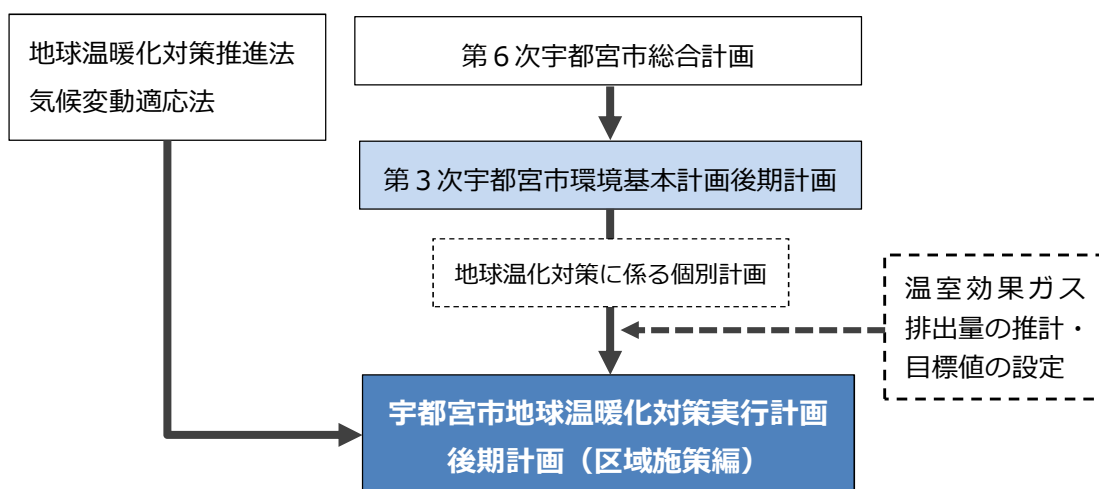 地球温暖化対策推進法
気候変動適応法
第６次宇都宮市総合計画
第３次宇都宮市環境基本計画後期計画
地球温化対策に係る個別計画
温室効果ガス
排出量の推計・
目標値の設定
宇都宮市地球温暖化対策実行計画
後期計画（区域施策編）